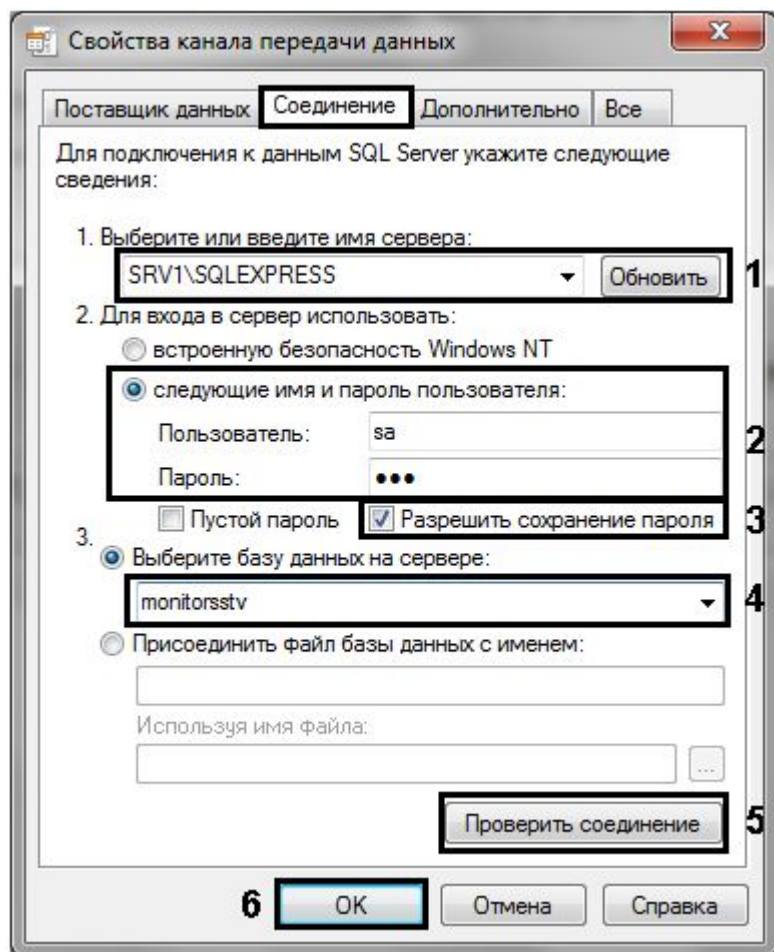 Свойства канала передачи данных
Поставщик данных Соединение Дополнительно Все
Для подключения к данным SQL Server укажите следующие
сведения:
1. Выберите или введите имя сервера:
SRV1\SQLEXPRESS Обновить 1
2. Для входа в сервер использовать:
встроенную безопасность Windows NT
следующие имя и пароль пользователя:
Пользователь: sa
2
Пароль: ●●●
Пустой пароль Разрешить сохранение пароля 3
3.
Выберите базу данных на сервере:
monitorsstv 4
Присоединить файл базы данных с именем:
Используя имя файла:
...
Проверить соединение 5
6 OK Отмена Справка